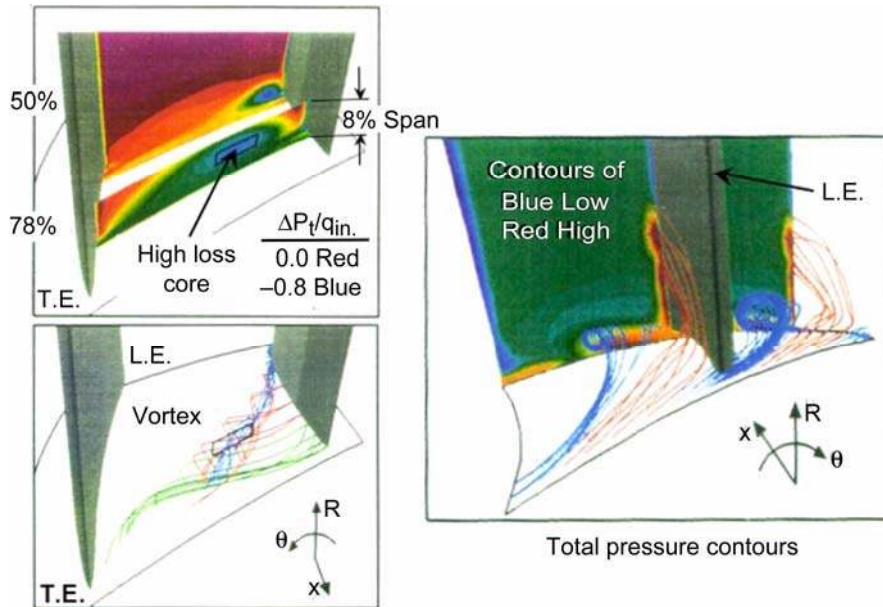 50%
8% Span
78%
High loss
core
ΔPt/qin.
0.0 Red
–0.8 Blue
T.E.
L.E.
Vortex
R
θ
x
T.E.
Contours of
Blue Low
Red High
L.E.
R
x
θ
Total pressure contours